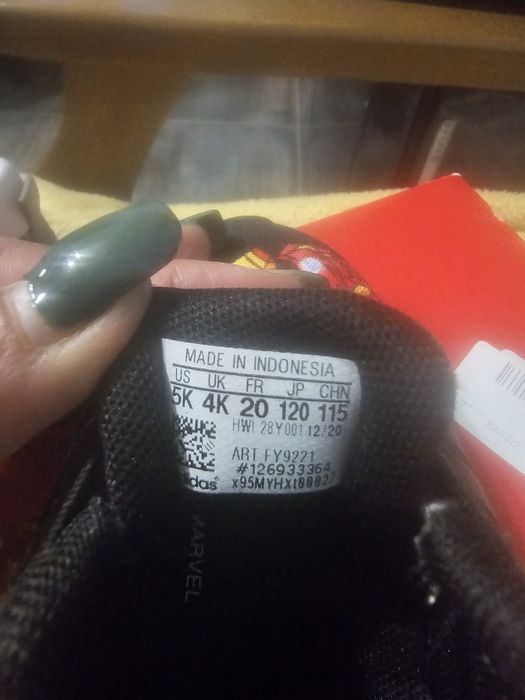 MADE IN INDONESIA
US UK FR JP CHN
5K 4K 20 120 115
HWI 28Y001 12/20
ART FY9221
#126933364
adidas
MARVEL